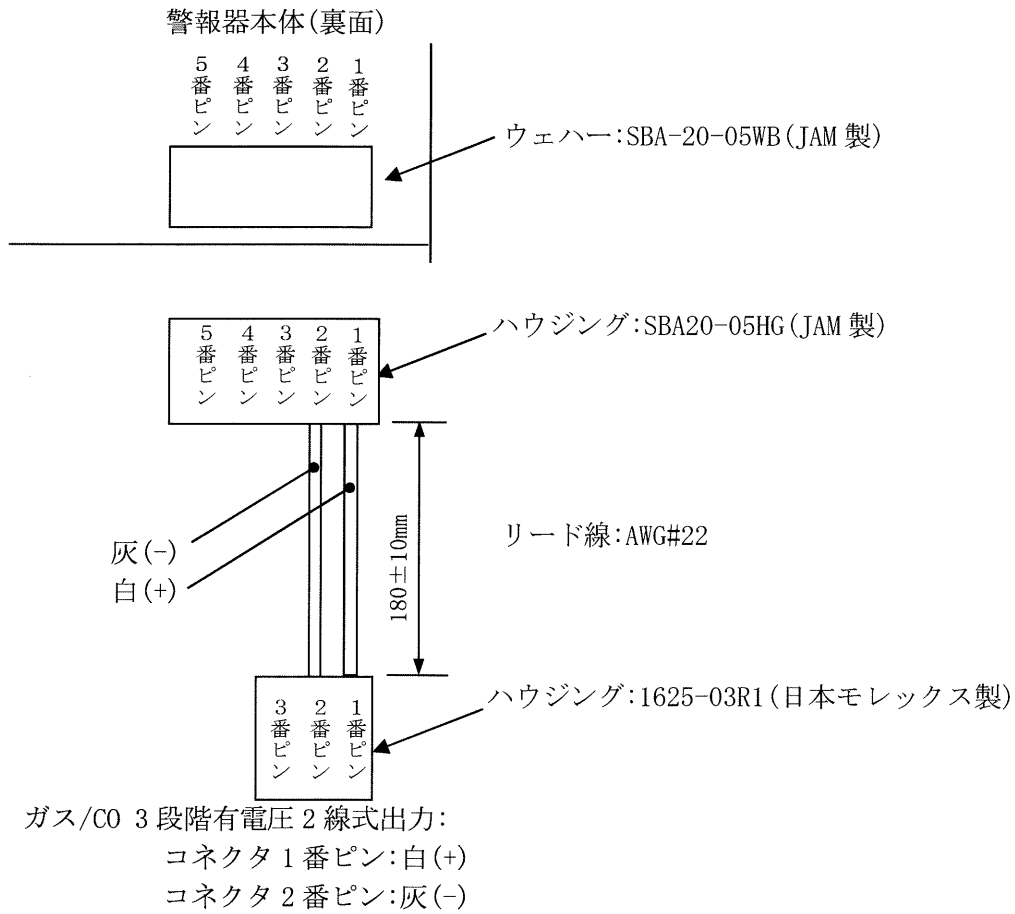 警報器本体(裏面)
5番ピン 4番ピン 3番ピン 2番ピン 1番ピン
ウェハー:SBA-20-05WB(JAM 製)
ハウジング:SBA20-05HG(JAM 製)
5番ピン 4番ピン 3番ピン 2番ピン 1番ピン
灰(-)
白(+)
180±10mm
リード線:AWG#22
ハウジング:1625-03R1(日本モレックス製)
3番ピン 2番ピン 1番ピン
ガス/CO 3 段階有電圧 2 線式出力:
コネクタ 1 番ピン:白(+)
コネクタ 2 番ピン:灰(-)